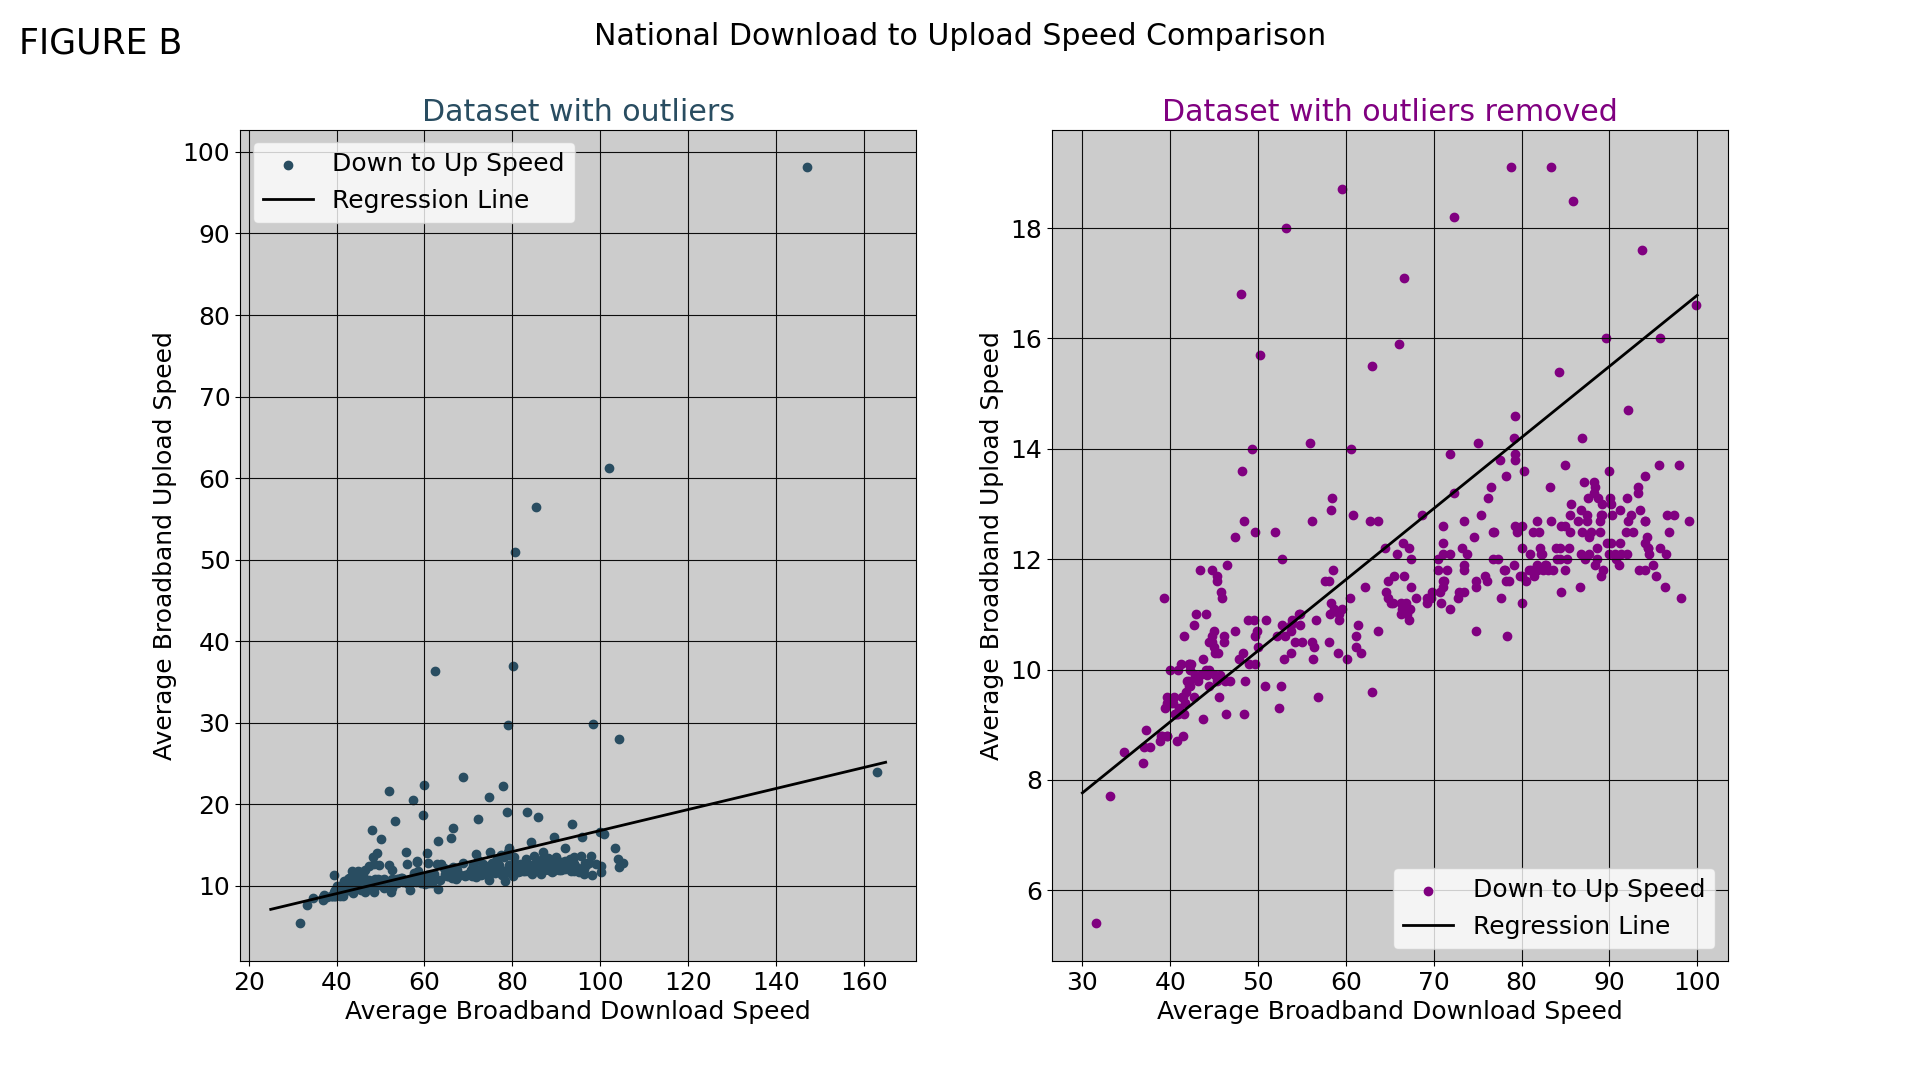 FIGURE B
National Download to Upload Speed Comparison
Dataset with outliers
Down to Up Speed
Regression Line
100
90
80
70
60
50
40
30
20
10
Average Broadband Upload Speed
20 40 60 80 100 120 140 160
Average Broadband Download Speed
Dataset with outliers removed
18
16
14
12
10
8
6
Average Broadband Upload Speed
Down to Up Speed
Regression Line
30 40 50 60 70 80 90 100
Average Broadband Download Speed